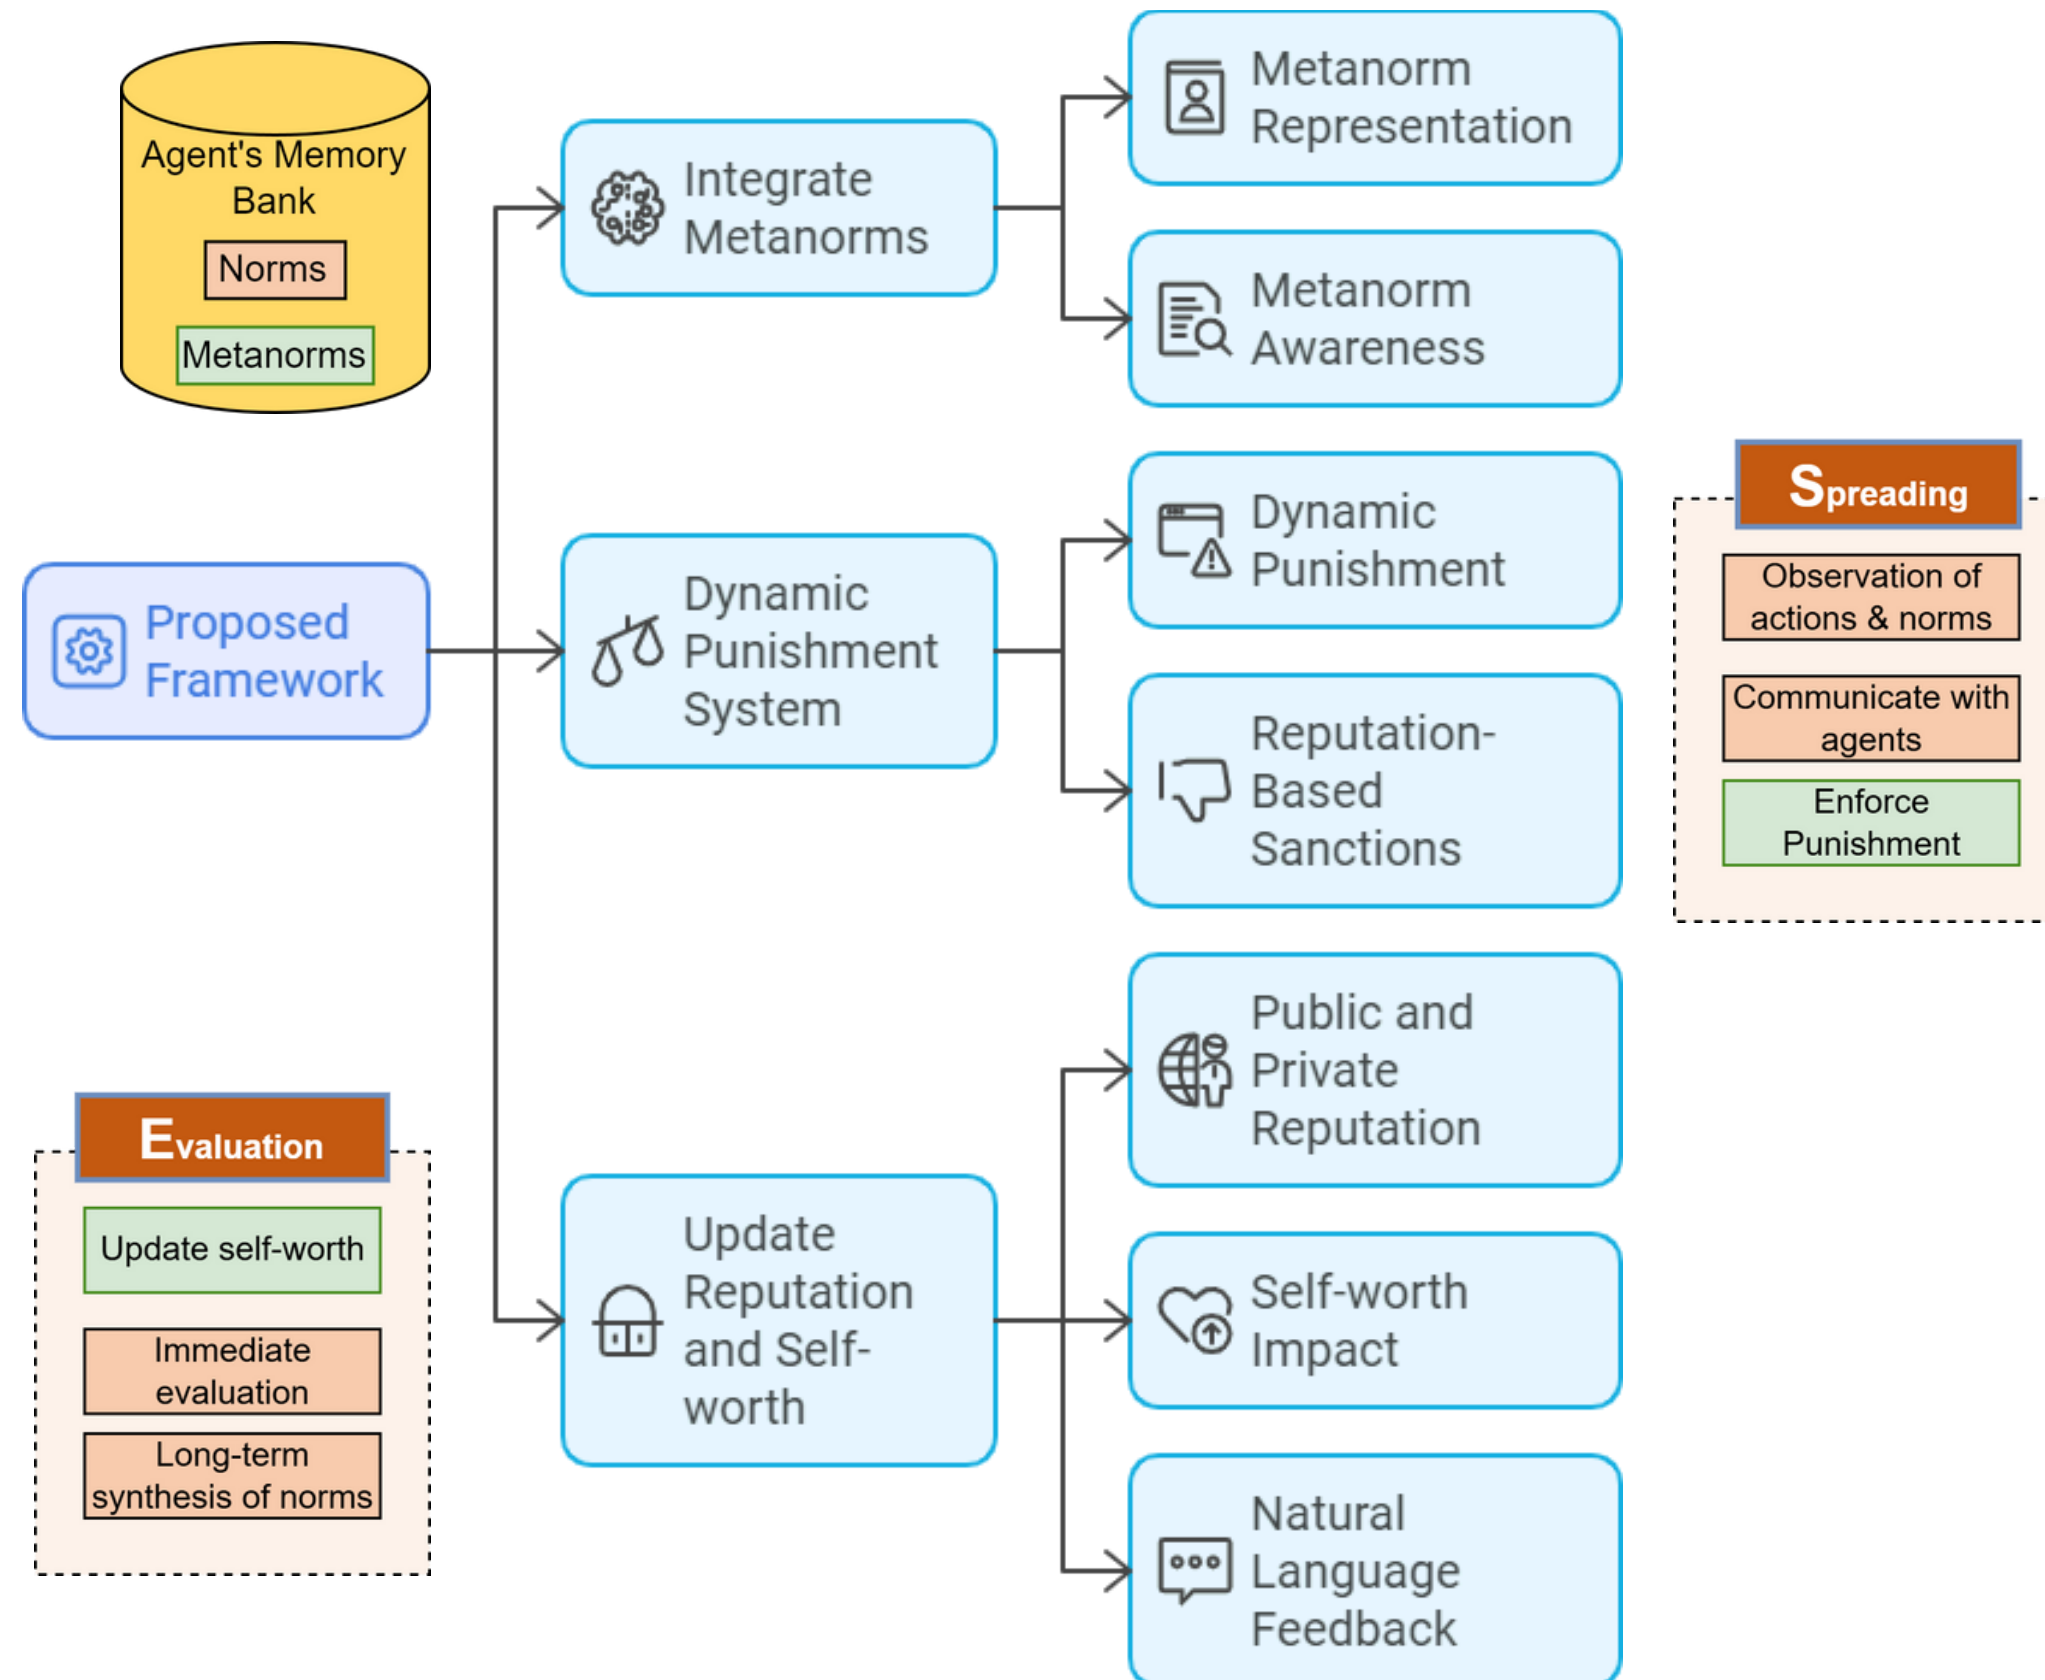 Agent's Memory
Bank
Norms
Metanorms
Proposed
Framework
Integrate
Metanorms
Metanorm
Representation
Metanorm
Awareness
Dynamic
Punishment
System
Dynamic
Punishment
Reputation-
Based
Sanctions
Spreading
Observation of
actions & norms
Communicate with
agents
Enforce
Punishment
Evaluation
Update self-worth
Immediate
evaluation
Long-term
synthesis of norms
Update
Reputation
and Self-
worth
Public and
Private
Reputation
Self-worth
Impact
Natural
Language
Feedback